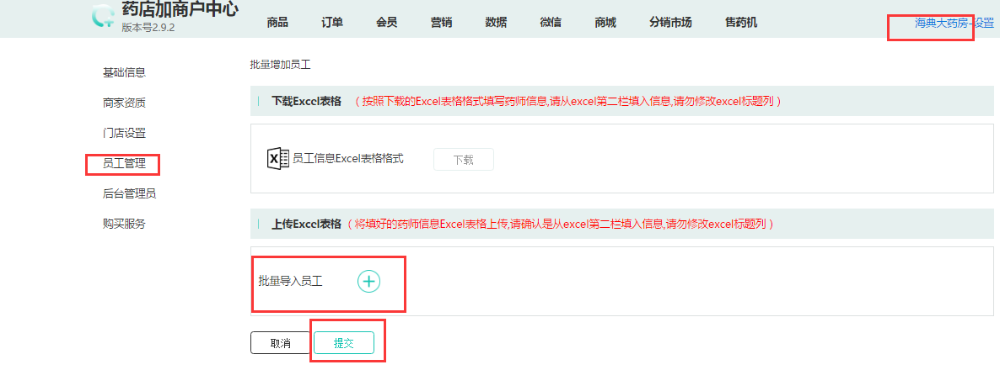 药店加商户中心
版本号2.9.2
商品 订单 会员 营销 数据 微信 商城 分销市场 售药机
海典大药房-设置
基础信息
商家资质
门店设置
员工管理
后台管理员
购买服务
批量增加员工
下载Excel表格 （按照下载的Excel表格格式填写药师信息,请从excel第二栏填入信息,请勿修改excel标题列）
员工信息Excel表格格式 下载
上传Excel表格（将填好的药师信息Excel表格上传,请确认是从excel第二栏填入信息,请勿修改excel标题列）
批量导入员工
取消 提交